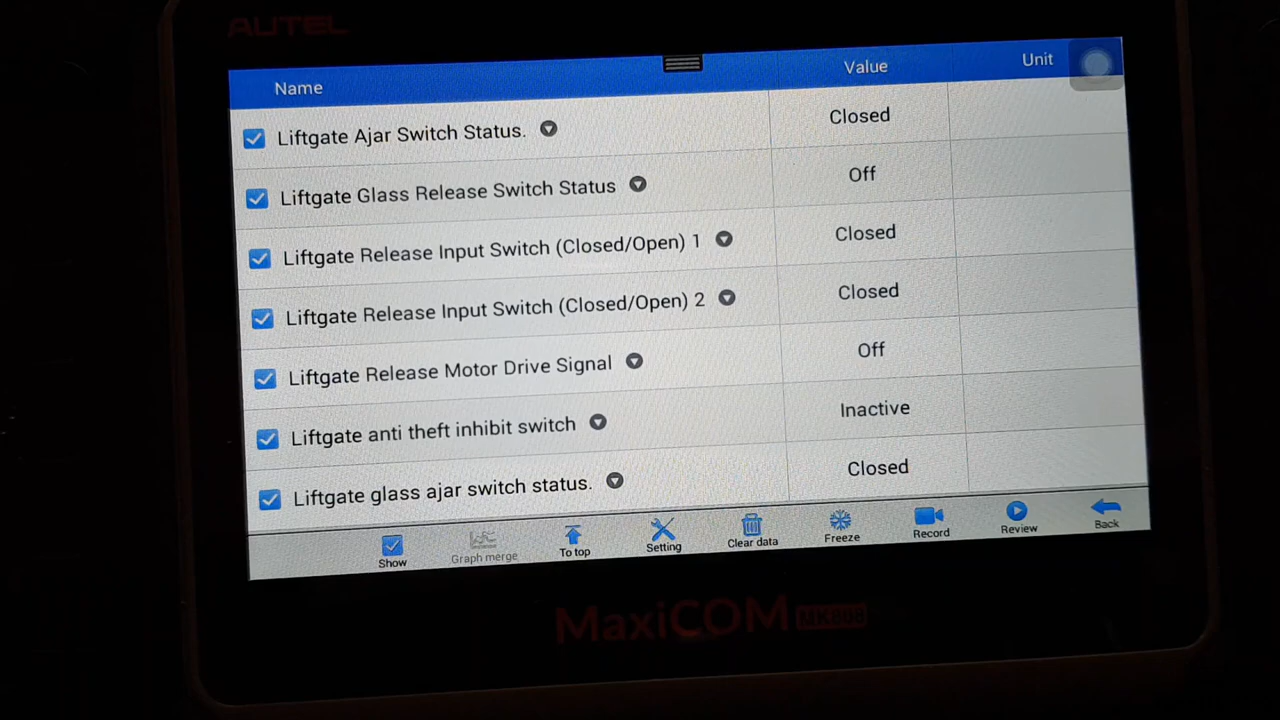 AUTEL
Name Value Unit
Liftgate Ajar Switch Status. Closed
Liftgate Glass Release Switch Status Off
Liftgate Release Input Switch (Closed/Open) 1 Closed
Liftgate Release Input Switch (Closed/Open) 2 Closed
Liftgate Release Motor Drive Signal Off
Liftgate anti theft inhibit switch Inactive
Liftgate glass ajar switch status. Closed
Show Graph merge To top Setting Clear data Freeze Record Review Back
MaxiCOM MK808